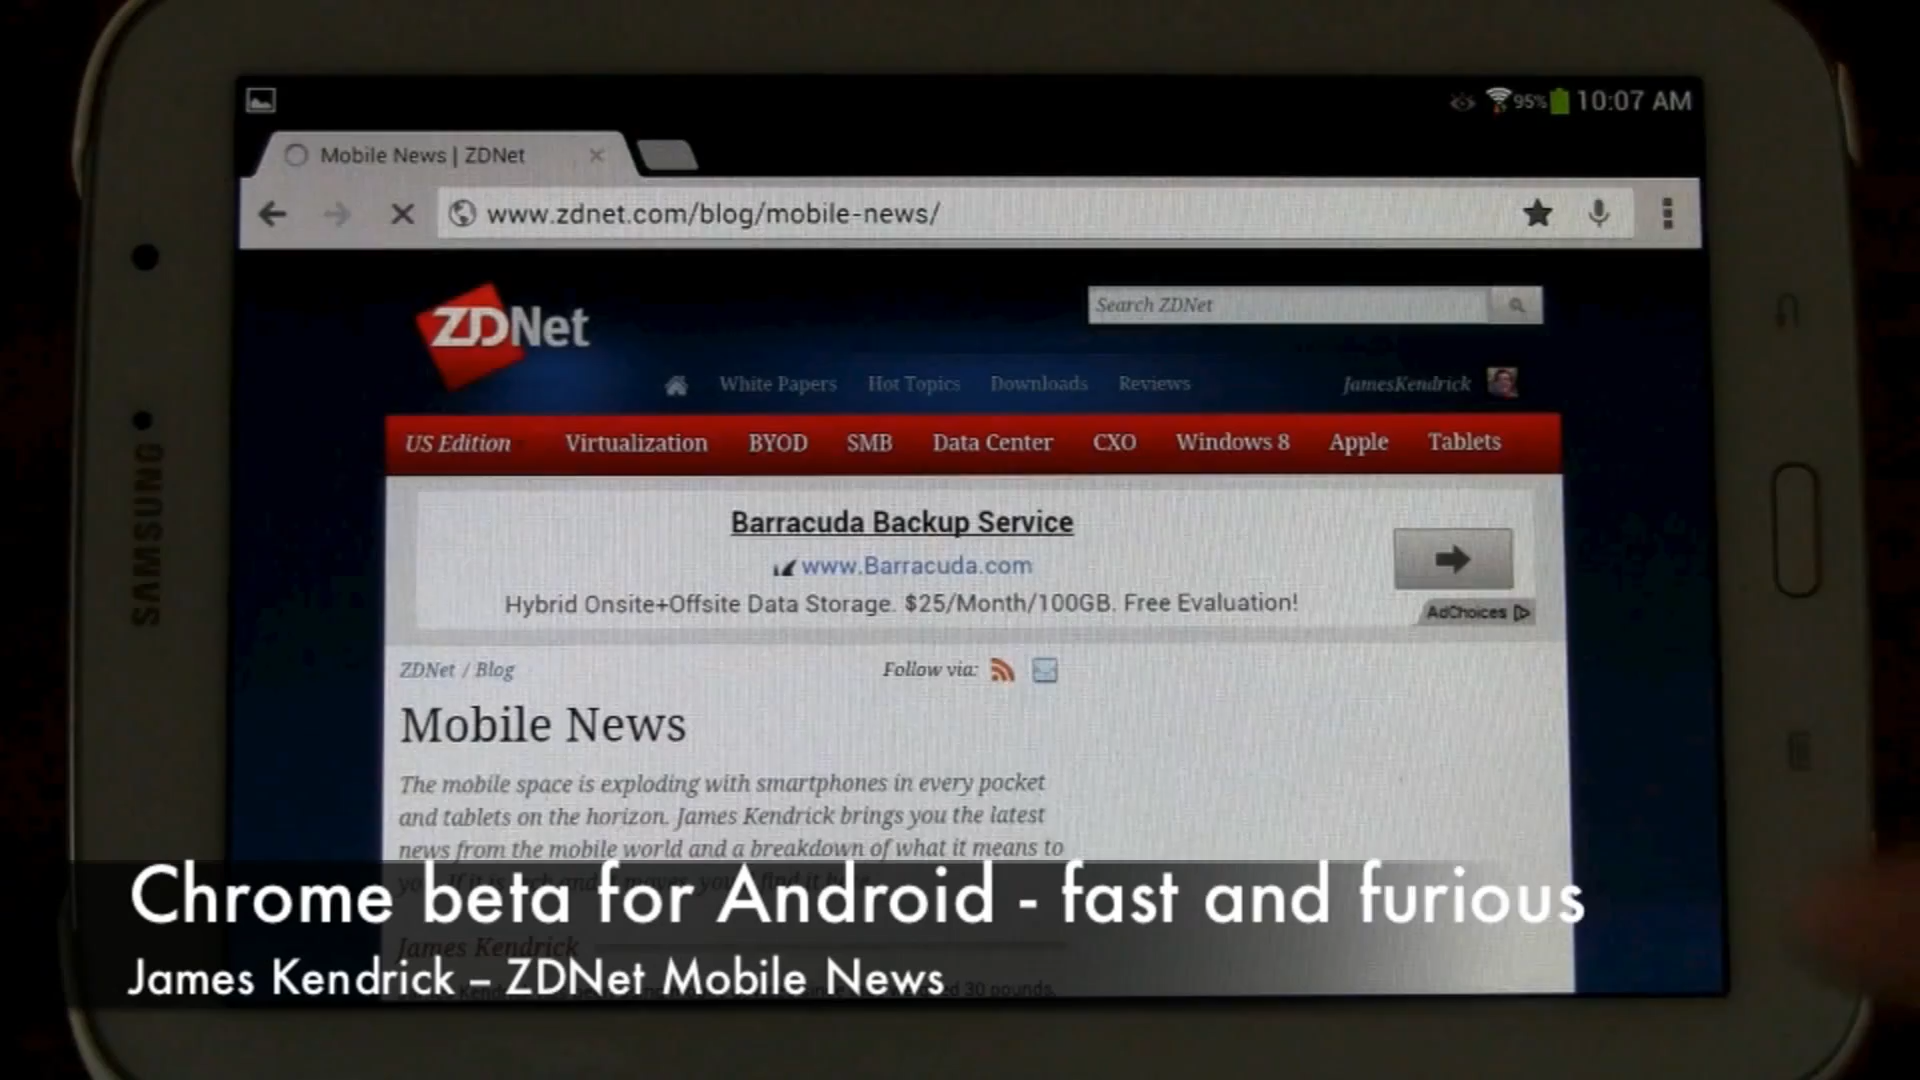 95% 10:07 AM
Mobile News | ZDNet
www.zdnet.com/blog/mobile-news/
ZDNet
Search ZDNet
White Papers Hot Topics Downloads Reviews JamesKendrick
US Edition Virtualization BYOD SMB Data Center CXO Windows 8 Apple Tablets
Barracuda Backup Service
www.Barracuda.com
Hybrid Onsite+Offsite Data Storage. $25/Month/100GB. Free Evaluation!
AdChoices
SAMSUNG
ZDNet / Blog Follow via:
Mobile News
The mobile space is exploding with smartphones in every pocket
and tablets on the horizon. James Kendrick brings you the latest
news from the mobile world and a breakdown of what it means to
Chrome beta for Android - fast and furious
James Kendrick
James Kendrick – ZDNet Mobile News
30 pounds.